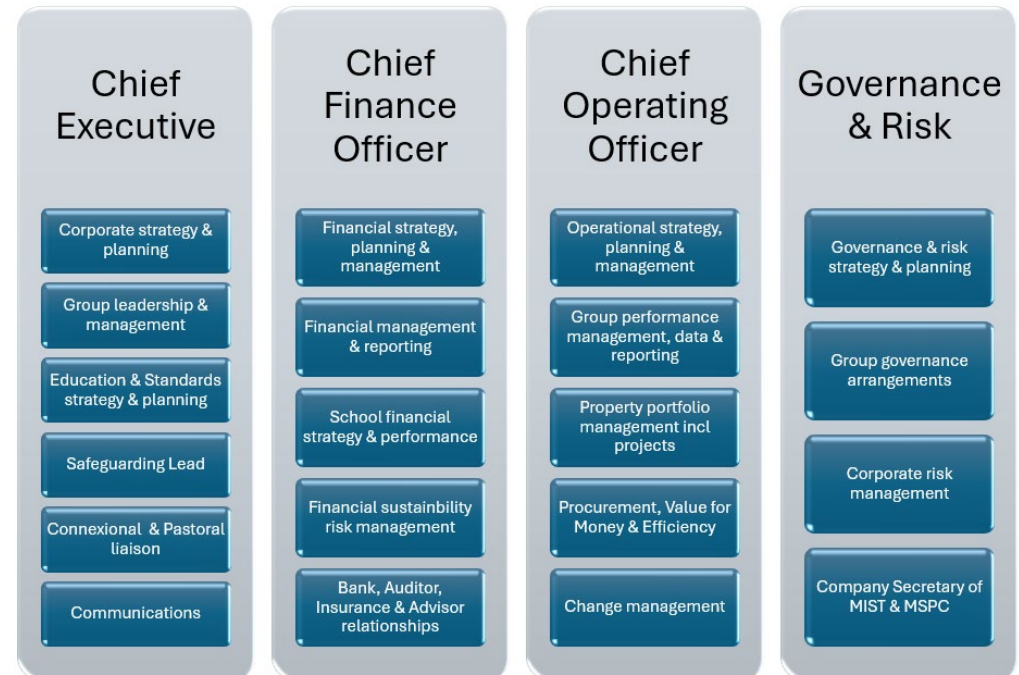 Chief
Executive
Corporate strategy &
planning
Group leadership &
management
Education & Standards
strategy & planning
Safeguarding Lead
Connexional & Pastoral
liaison
Communications
Chief
Finance
Officer
Financial strategy,
planning &
management
Financial management
& reporting
School financial
strategy & performance
Financial sustainbility
risk management
Bank, Auditor,
Insurance & Advisor
relationships
Chief
Operating
Officer
Operational strategy,
planning &
management
Group performance
management, data &
reporting
Property portfolio
management incl
projects
Procurement, Value for
Money & Efficiency
Change management
Governance
& Risk
Governance & risk
strategy & planning
Group governance
arrangements
Corporate risk
management
Company Secretary of
MIST & MSPC